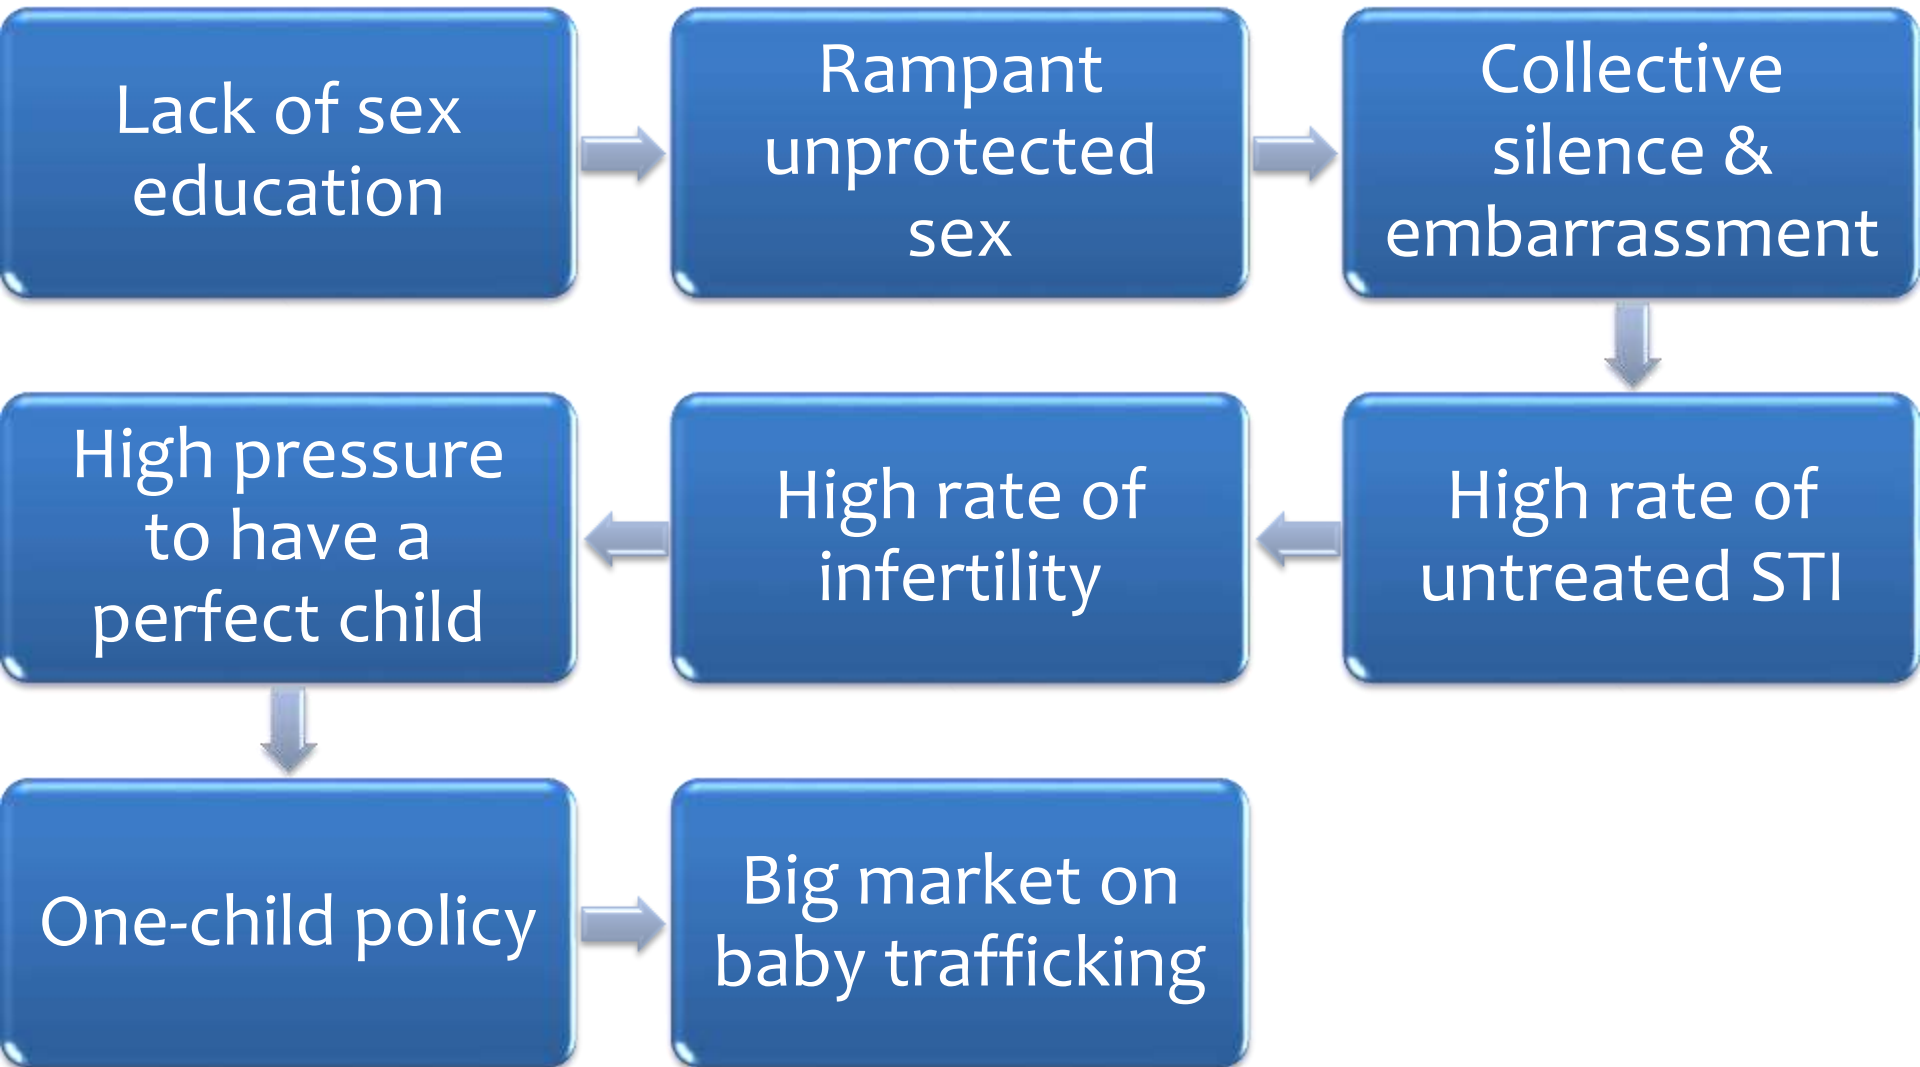 Lack of sex
education
Rampant
unprotected
sex
Collective
silence &
embarrassment
High rate of
untreated STI
High rate of
infertility
High pressure
to have a
perfect child
One-child policy
Big market on
baby trafficking